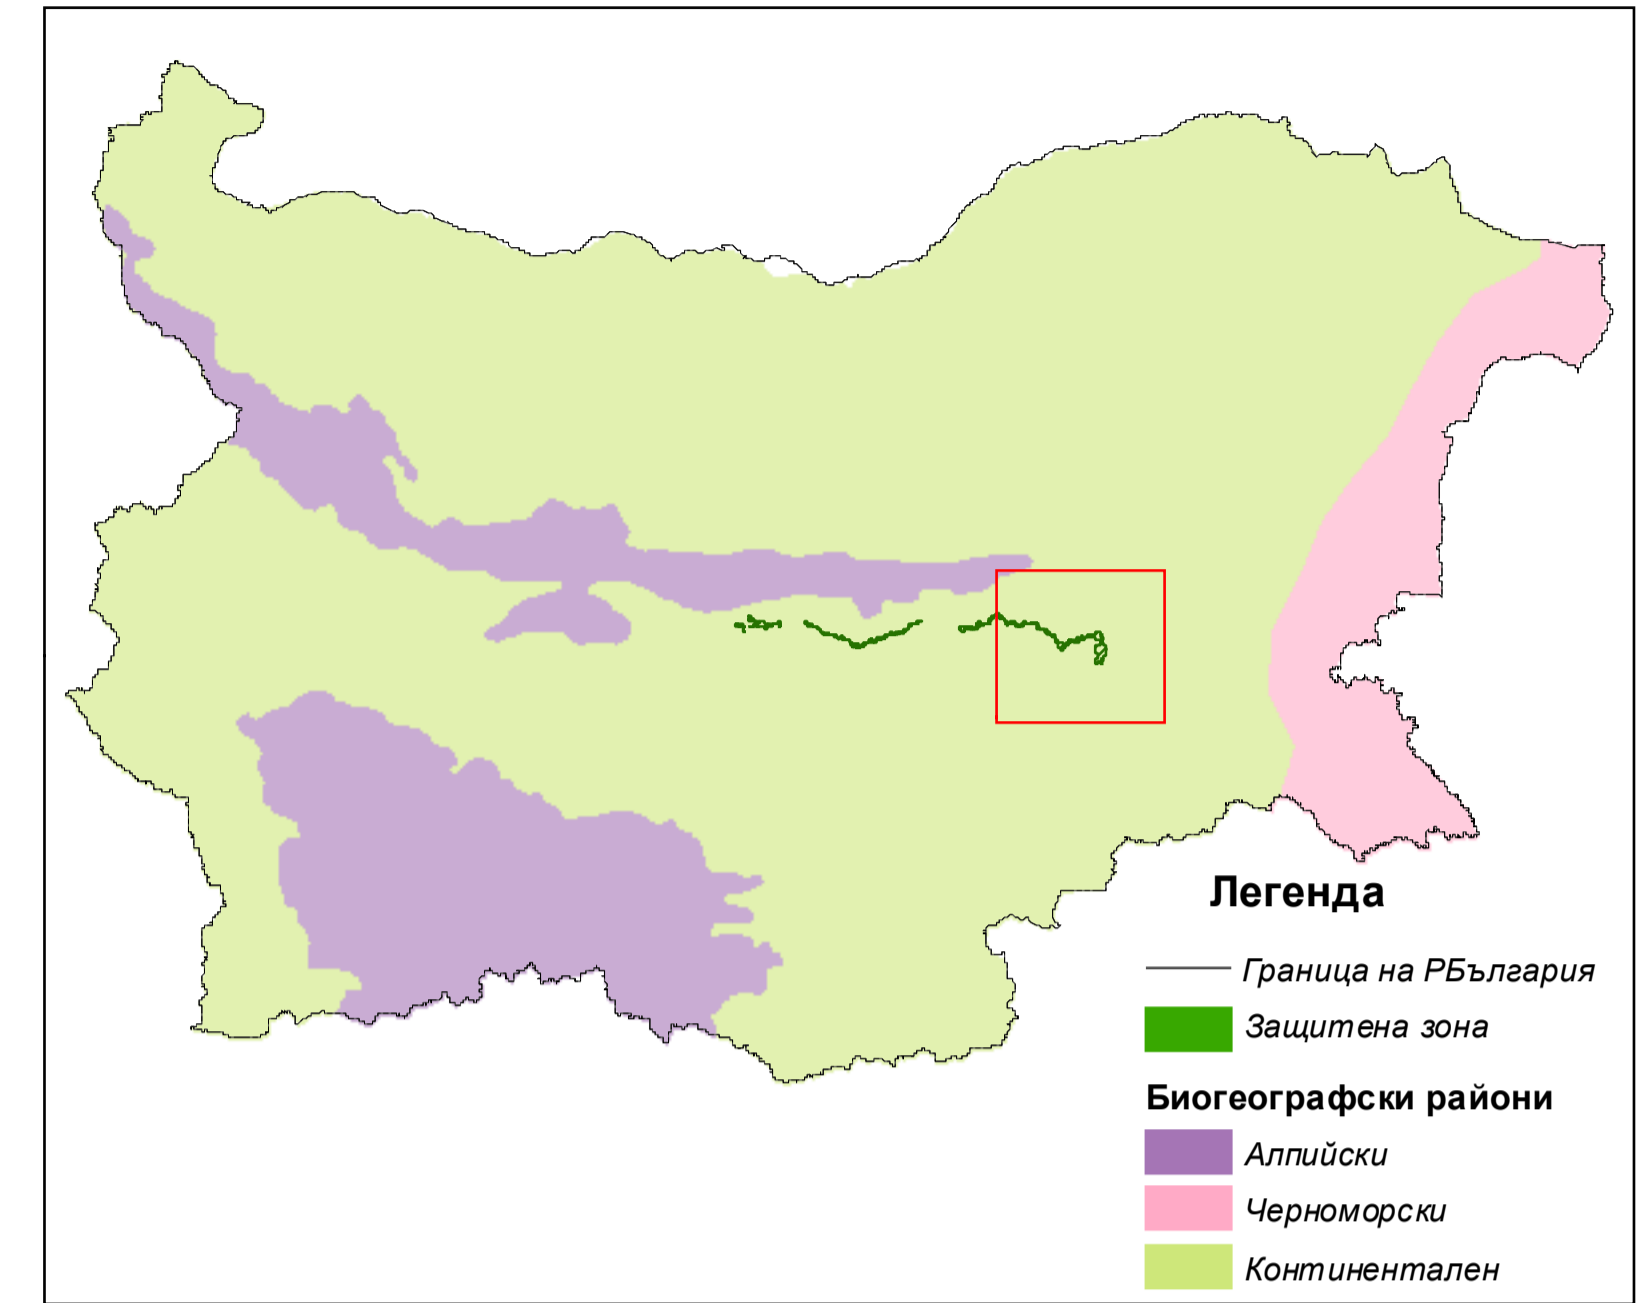 Легенда
Граница на РБългария
Защитена зона
Биогеографски райони
Алпийски
Черноморски
Континентален